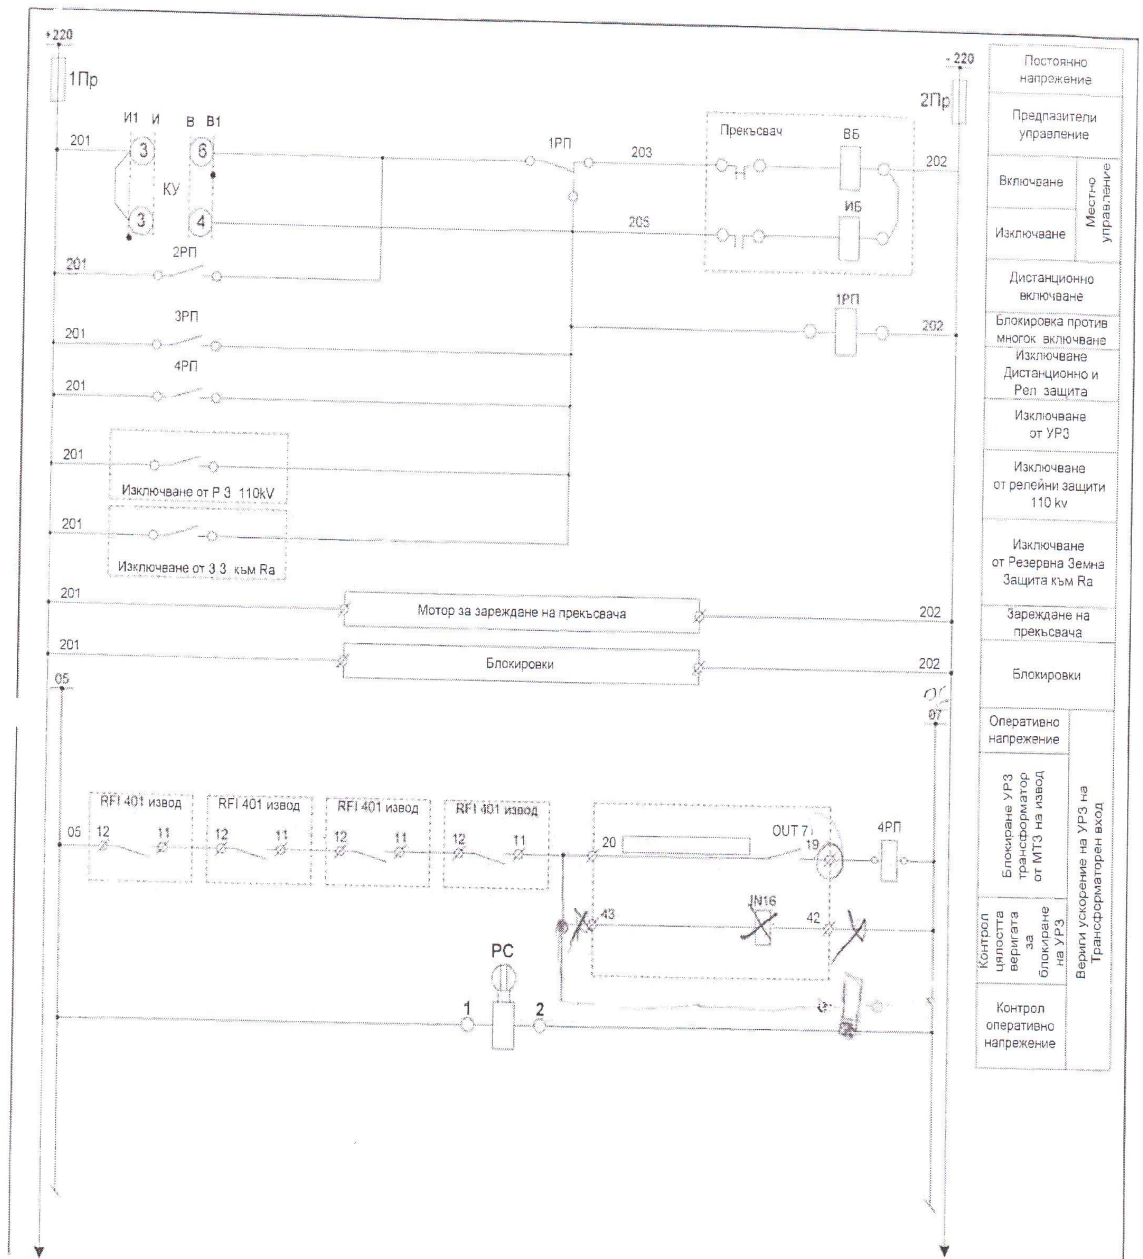 +220
1Пр
- 220
2Пр
И1 И В В1
201 3 6
КУ
3 4
1РП
203
205
Прекъсвач
ВБ
202
ИБ
201 2РП
1РП
202
201 3РП
201 4РП
201
Изключване от Р.З. 110kV
201
Изключване от З.З. към Ra
201 Мотор за зареждане на прекъсвача 202
201 Блокировки 202
05
07
RFI 401 извод RFI 401 извод RFI 401 извод RFI 401 извод
05 12 11 12 11 12 11 12 11
20 OUT 7 19 4РП
43 IN16 42
РС
1 2
Постоянно
напрежение
Предпазители
управление
Включване
Изключване
Местно
управление
Дистанционно
включване
Блокировка против
многок. включване
Изключване
Дистанционно и
Рел. защита
Изключване
от УРЗ
Изключване
от релейни защити
110 kv
Изключване
от Резервна Земна
Защита към Ra
Зареждане на
прекъсвача
Блокировки
Оперативно
напрежение
Блокиране УРЗ
трансформатор
от МТЗ на извод
Контрол
цялостта
веригата
за
блокиране
на УРЗ
Контрол
оперативно
напрежение
Вериги ускорение на УРЗ на
Трансформаторен вход